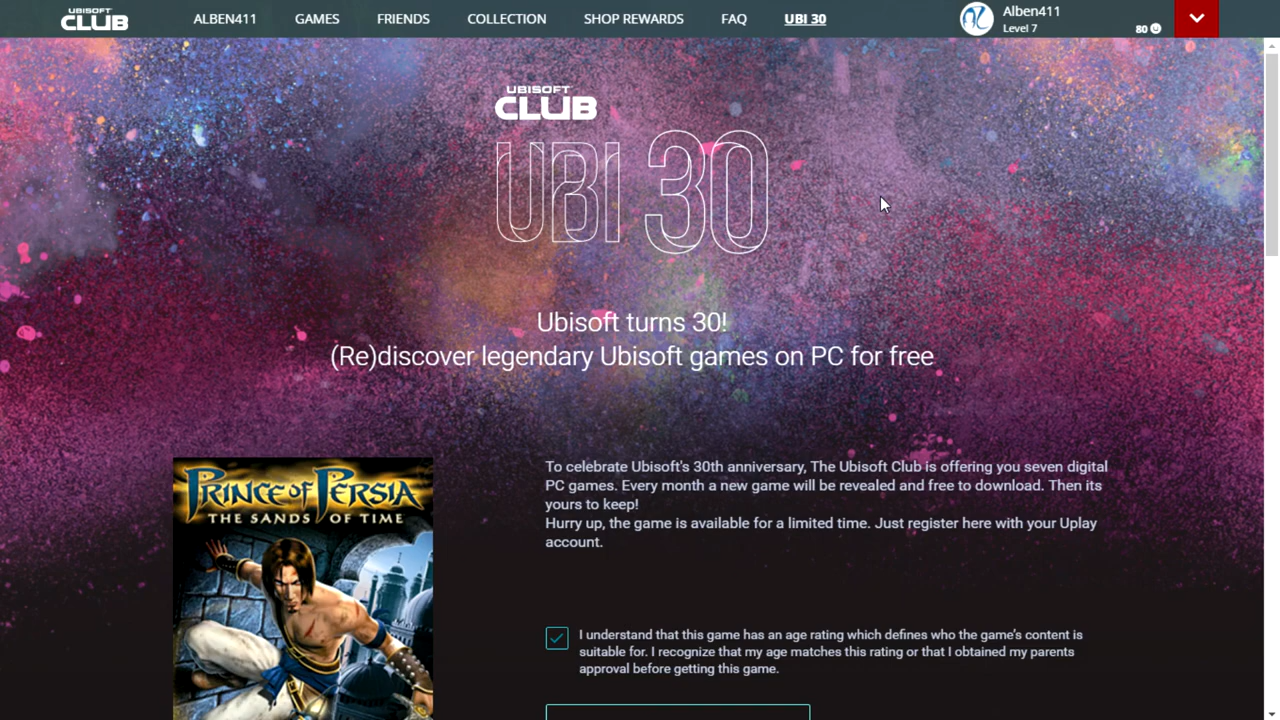 UBISOFT
CLUB
ALBEN411
GAMES
FRIENDS
COLLECTION
SHOP REWARDS
FAQ
UBI 30
Alben411
Level 7
80
UBISOFT
CLUB
UBI 30
Ubisoft turns 30!
(Re)discover legendary Ubisoft games on PC for free
PRINCE OF PERSIA
THE SANDS OF TIME
To celebrate Ubisoft's 30th anniversary, The Ubisoft Club is offering you seven digital
PC games. Every month a new game will be revealed and free to download. Then its
yours to keep!
Hurry up, the game is available for a limited time. Just register here with your Uplay
account.
I understand that this game has an age rating which defines who the game's content is
suitable for. I recognize that my age matches this rating or that I obtained my parents
approval before getting this game.